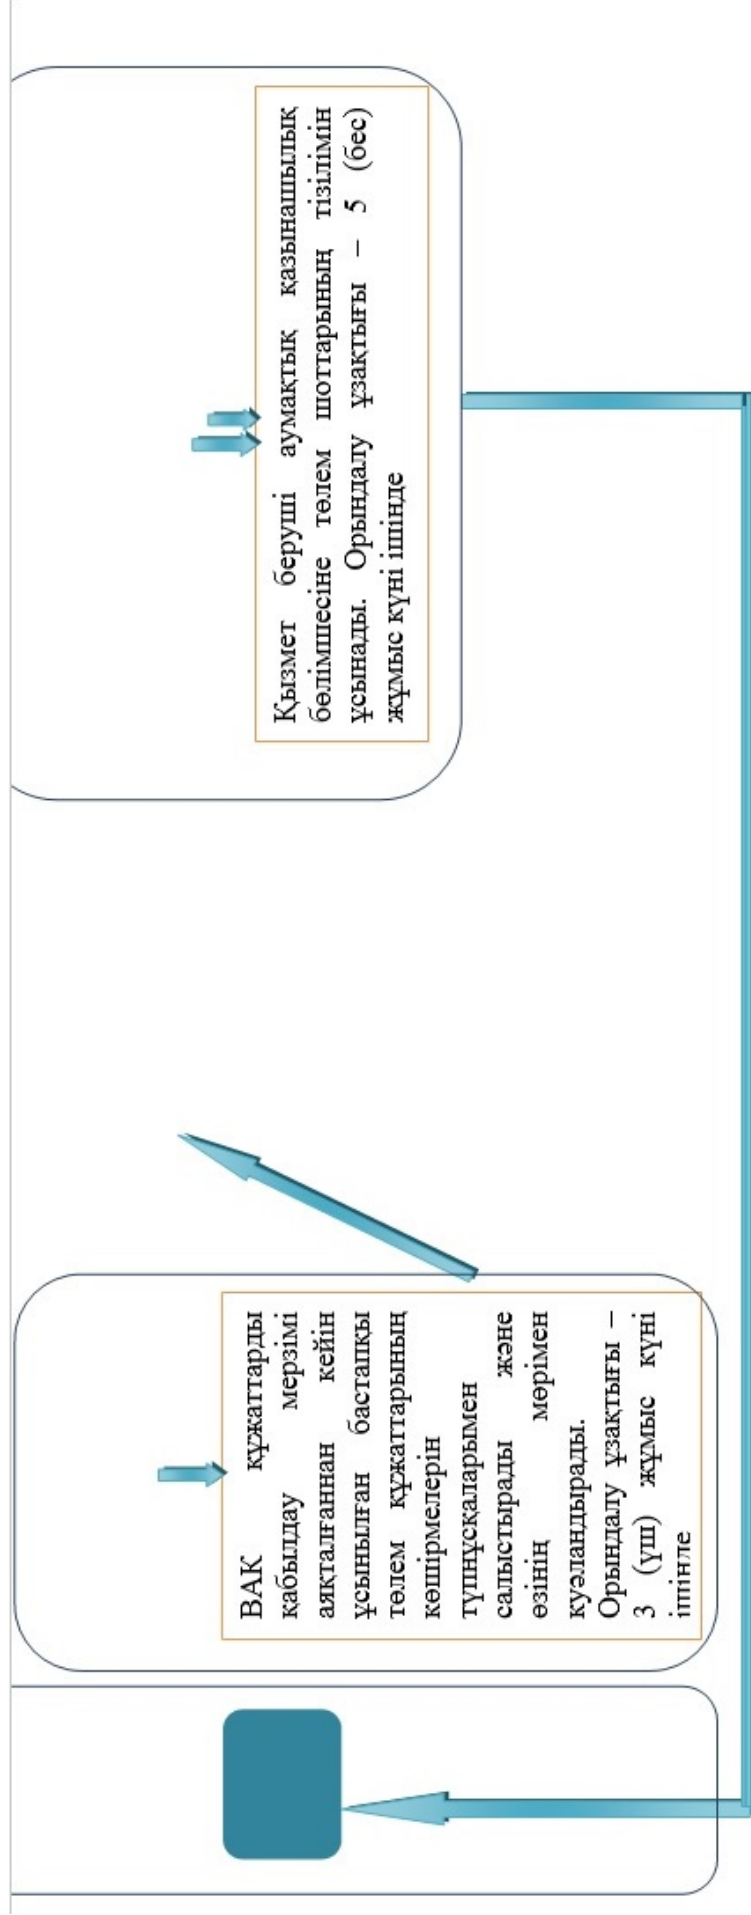 ВАК құжаттарды
қабылдау мерзімі
аяқталғаннан кейін
ұсынылған бастапқы
төлем құжаттарының
көшірмелерін
түпнұсқаларымен
салыстырады және
өзінің мөрімен
куәландырады.
Орындалу ұзақтығы –
3 (үш) жұмыс күні
ішінде
Қызмет беруші аумақтық қазынашылық
бөлімшесіне төлем шоттарының тізілімін
ұсынады. Орындалу ұзақтығы – 5 (бес)
жұмыс күні ішінде